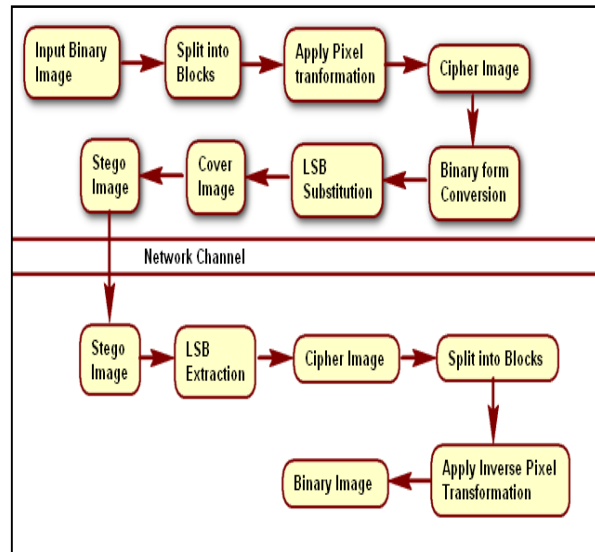 Input Binary
Image
Split into
Blocks
Apply Pixel
tranformation
Cipher Image
Stego
Image
Cover
Image
LSB
Substitution
Binary form
Conversion
Network Channel
Stego
Image
LSB
Extraction
Cipher Image
Split into Blocks
Binary Image
Apply Inverse Pixel
Transformation